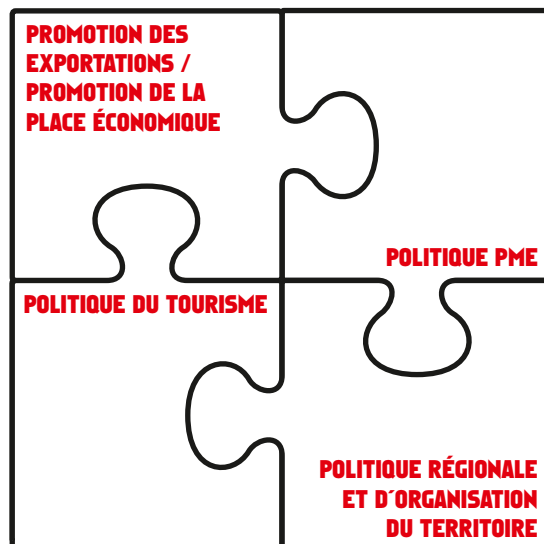 PROMOTION DES
EXPORTATIONS /
PROMOTION DE LA
PLACE ÉCONOMIQUE
POLITIQUE PME
POLITIQUE DU TOURISME
POLITIQUE RÉGIONALE
ET D´ORGANISATION
DU TERRITOIRE